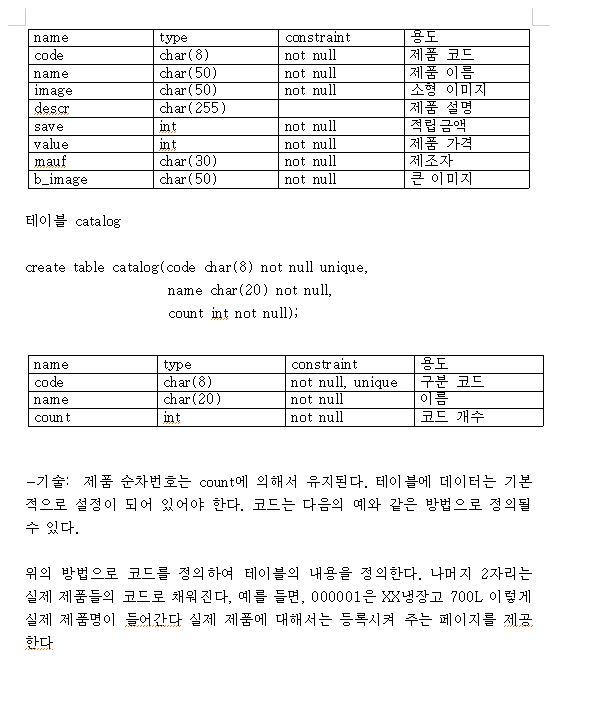 name type constraint 용도
code char(8) not null 제품 코드
name char(50) not null 제품 이름
image char(50) not null 소형 이미지
descr char(255) 제품 설명
save int not null 적립금액
value int not null 제품 가격
mauf char(30) not null 제조자
b_image char(50) not null 큰 이미지
테이블 catalog
create table catalog(code char(8) not null unique,
name char(20) not null,
count int not null);
name type constraint 용도
code char(8) not null, unique 구분 코드
name char(20) not null 이름
count int not null 코드 개수
-기술: 제품 순차번호는 count에 의해서 유지된다. 테이블에 데이터는 기본
적으로 설정이 되어 있어야 한다. 코드는 다음의 예와 같은 방법으로 정의될
수 있다.
위의 방법으로 코드를 정의하여 테이블의 내용을 정의한다. 나머지 2자리는
실제 제품들의 코드로 채워진다, 예를 들면, 000001은 XX냉장고 700L 이렇게
실제 제품명이 들어간다 실제 제품에 대해서는 등록시켜 주는 페이지를 제공
한다